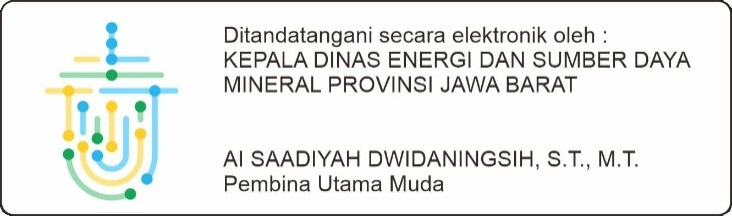 Ditandatangani secara elektronik oleh :
KEPALA DINAS ENERGI DAN SUMBER DAYA
MINERAL PROVINSI JAWA BARAT
AI SAADIYAH DWIDANINGSIH, S.T., M.T.
Pembina Utama Muda